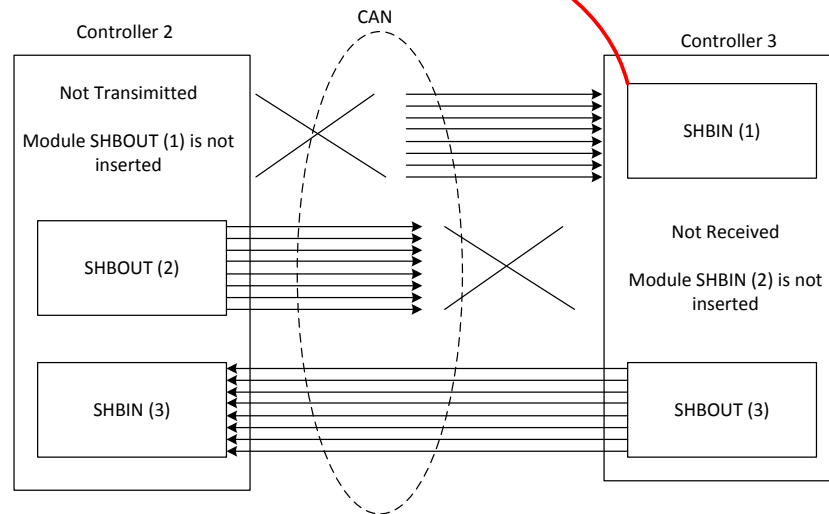 CAN
Controller 2
Controller 3
Not Transimitted
Module SHBOUT (1) is not
inserted
SHBIN (1)
SHBOUT (2)
Not Received
Module SHBIN (2) is not
inserted
SHBIN (3)
SHBOUT (3)